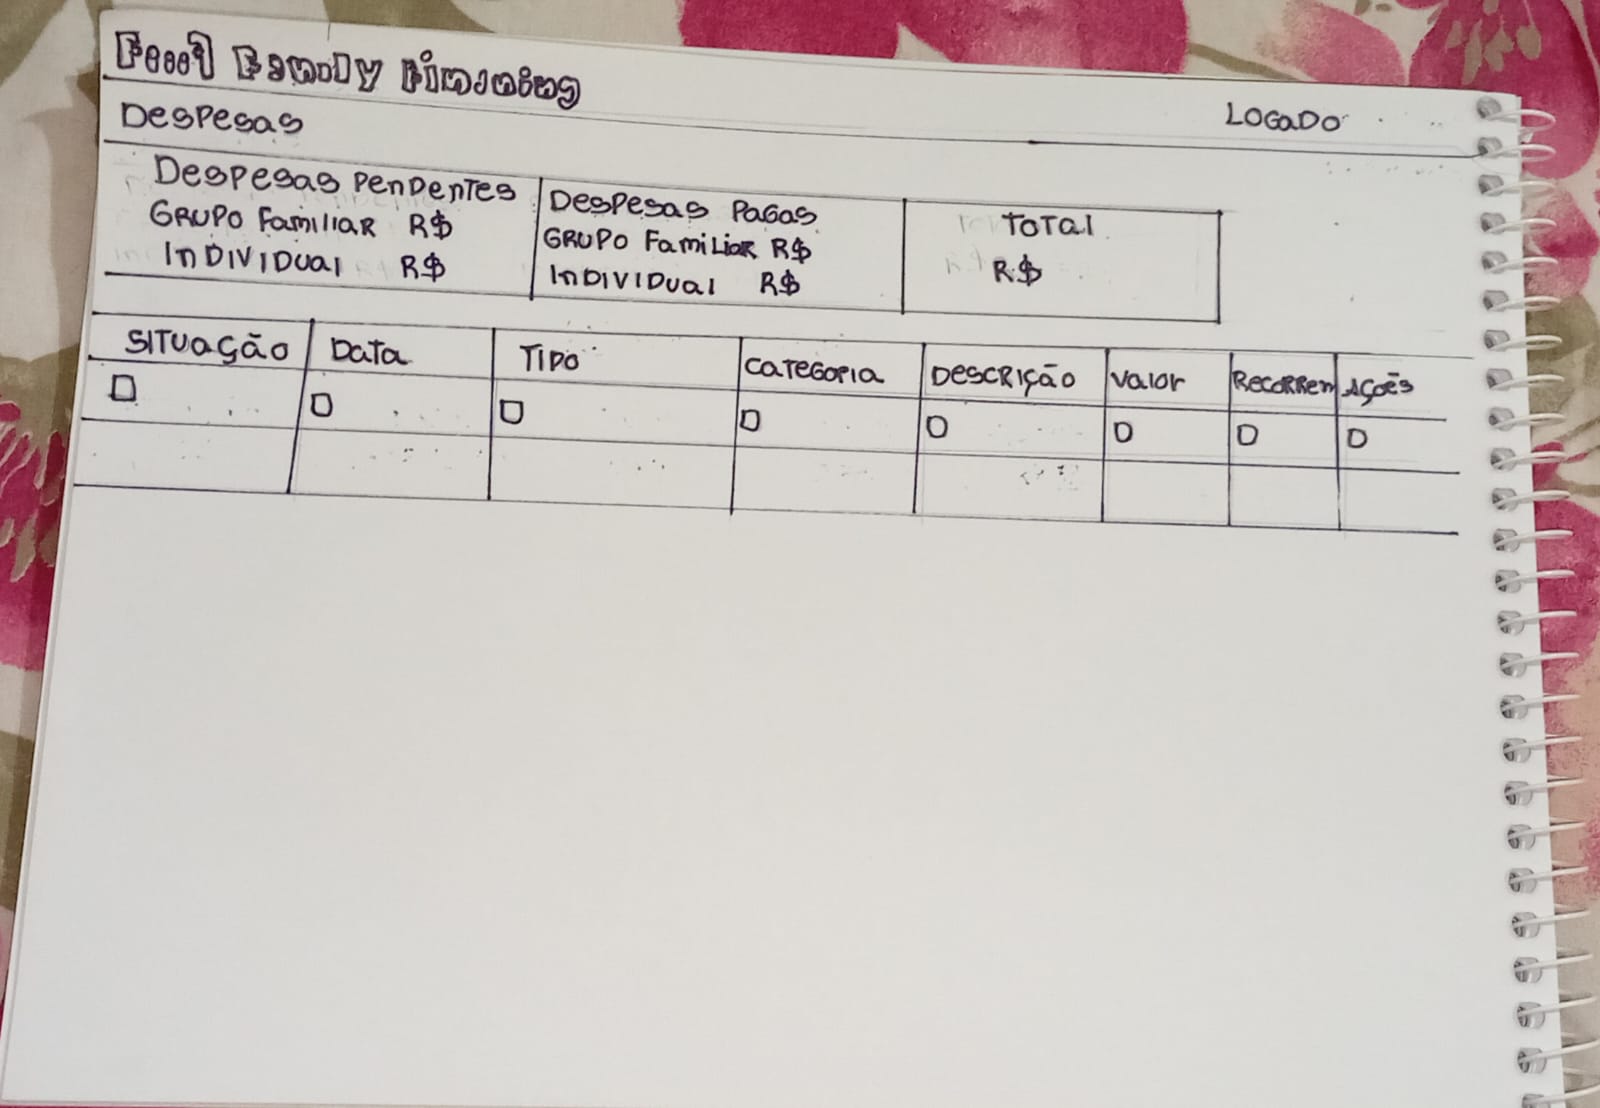 Family Financing
LOGADO
Despesas
Despesas Pendentes
Grupo Familiar R$
Individual R$
Despesas Pagas
Grupo Familiar R$
Individual R$
Total
R$
Situação Data Tipo Categoria Descrição Valor Recorren Ações